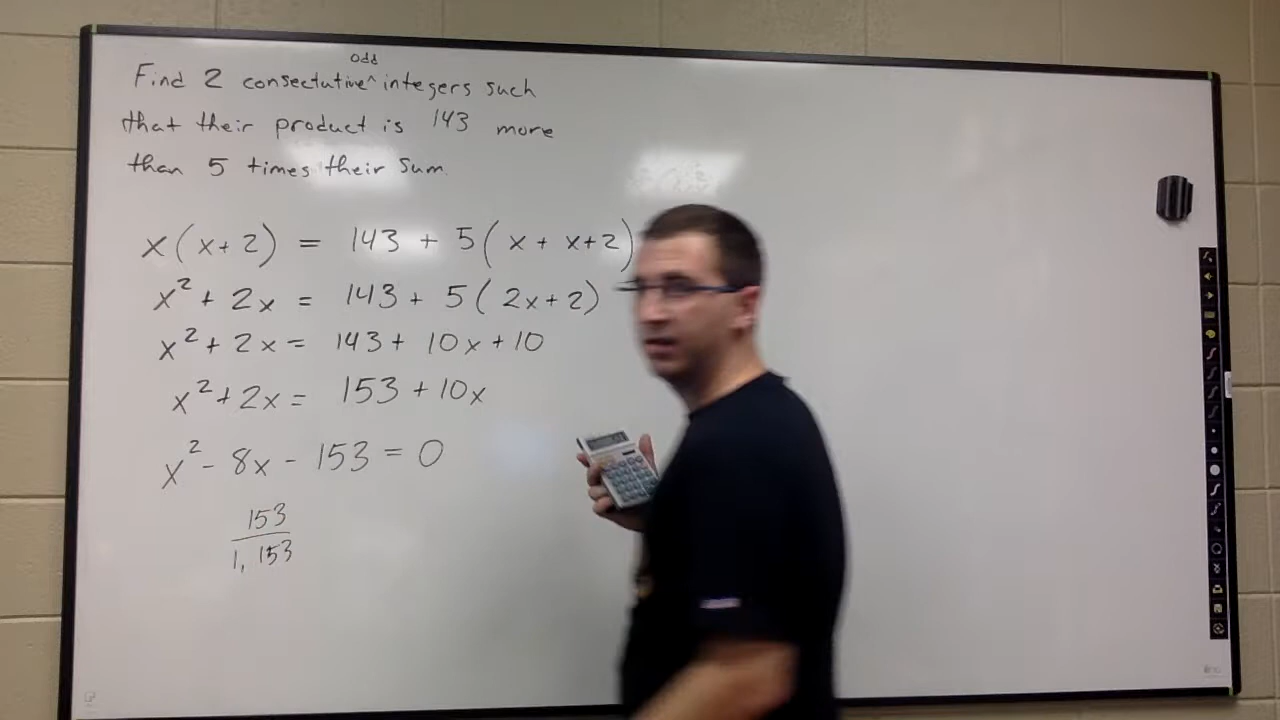 odd
Find 2 consectutive^integers such
that their product is 143 more
than 5 times their sum.
x(x+2) = 143 + 5(x + x+2)
x² + 2x = 143 + 5(2x+2)
x² + 2x = 143 + 10x + 10
x² + 2x = 153 + 10x
x² - 8x - 153 = 0
153
1, 153